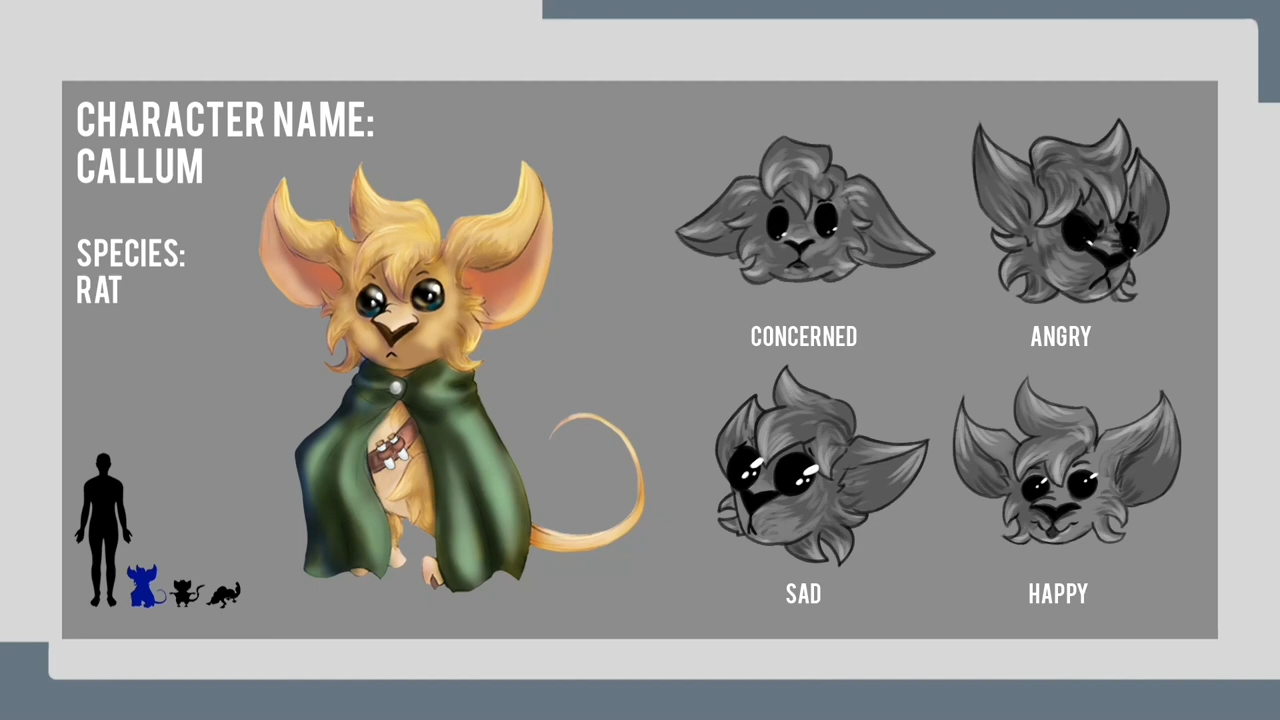 CHARACTER NAME:
CALLUM
SPECIES:
RAT
CONCERNED
ANGRY
SAD
HAPPY